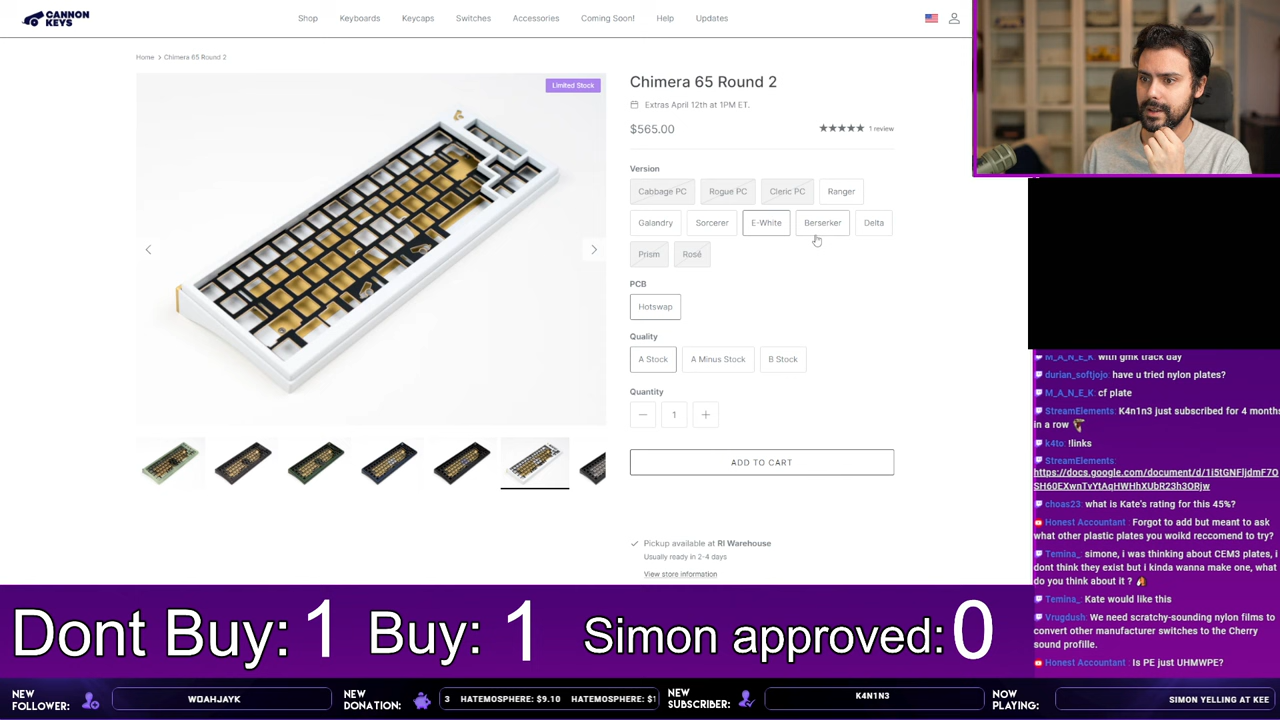 CANNON
KEYS
Shop Keyboards Keycaps Switches Accessories Coming Soon! Help Updates
Home > Chimera 65 Round 2
Limited Stock
Chimera 65 Round 2
Extras April 12th at 1PM ET.
$565.00
1 review
Version
Cabbage PC Rogue PC Cleric PC Ranger
Galandry Sorcerer E-White Berserker Delta
Prism Rosé
PCB
Hotswap
Quality
A Stock A Minus Stock B Stock
Quantity
1
ADD TO CART
Pickup available at RI Warehouse
Usually ready in 2-4 days
View store information
M_A_N_E_K: with gmk track day
durian_softjojo: have u tried nylon plates?
M_A_N_E_K: cf plate
StreamElements: K4n1n3 just subscribed for 4 months
in a row
k4to: !links
StreamElements:
https://docs.google.com/document/d/1i5tGNFljdmF7O
SH60EXwnTvYtAqHWHhXUbR23h3ORjw
choas23: what is Kate's rating for this 45%?
Honest Accountant : Forgot to add but meant to ask
what other plastic plates you woikd reccomend to try?
Temina_: simone, i was thinking about CEM3 plates, i
dont think they exist but i kinda wanna make one, what
do you think about it ?
Temina_: Kate would like this
Vrugdush: We need scratchy-sounding nylon films to
convert other manufacturer switches to the Cherry
sound profille.
Honest Accountant : Is PE just UHMWPE?
Dont Buy: 1 Buy: 1 Simon approved: 0
NEW
FOLLOWER:
WOAHJAYK
NEW
DONATION:
3 HATEMOSPHERE: $9.10 HATEMOSPHERE: $1
NEW
SUBSCRIBER:
K4N1N3
NOW
PLAYING:
SIMON YELLING AT KEE